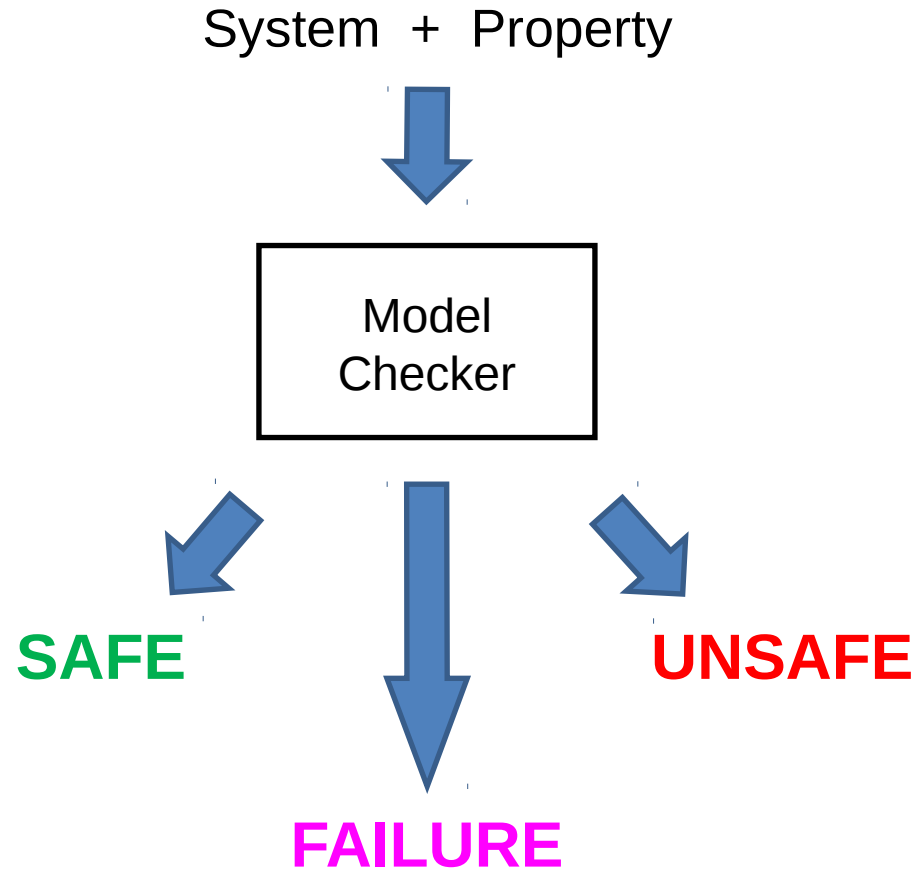 System + Property
Model
Checker
SAFE
UNSAFE
FAILURE